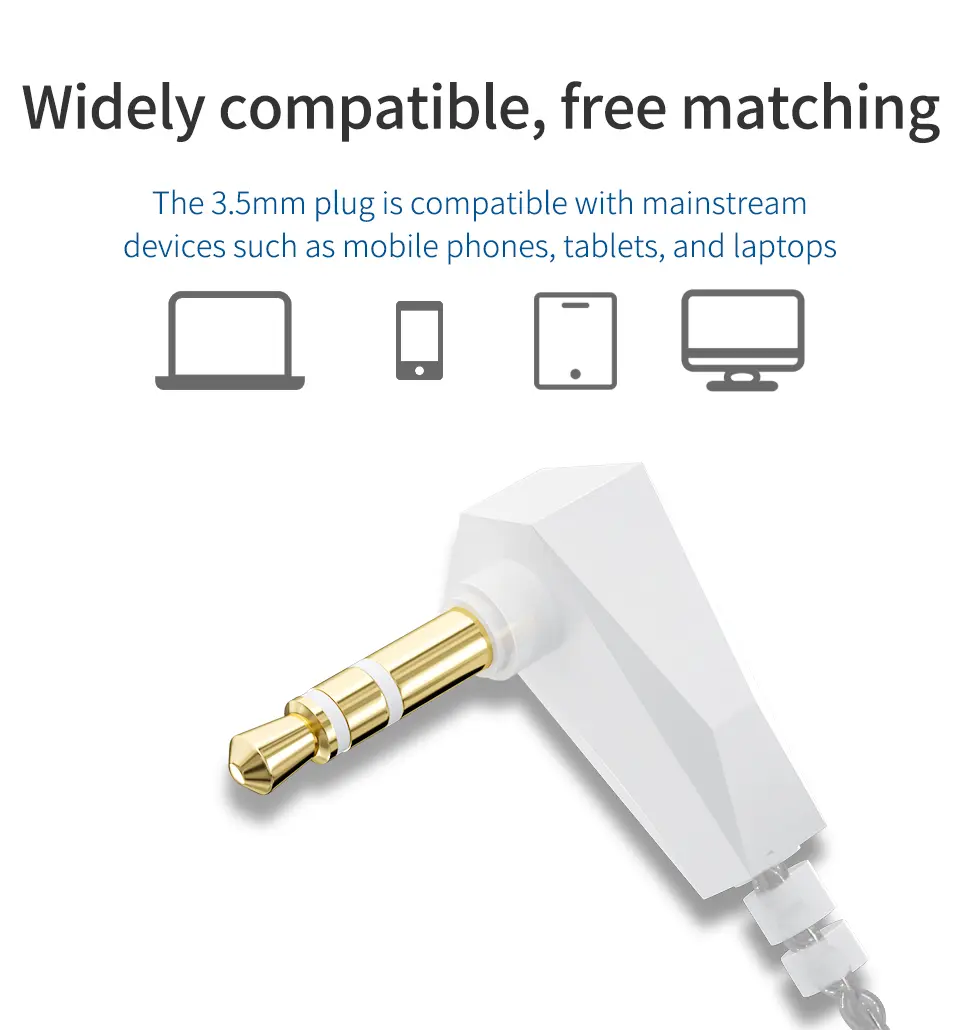 Widely compatible, free matching
The 3.5mm plug is compatible with mainstream
devices such as mobile phones, tablets, and laptops